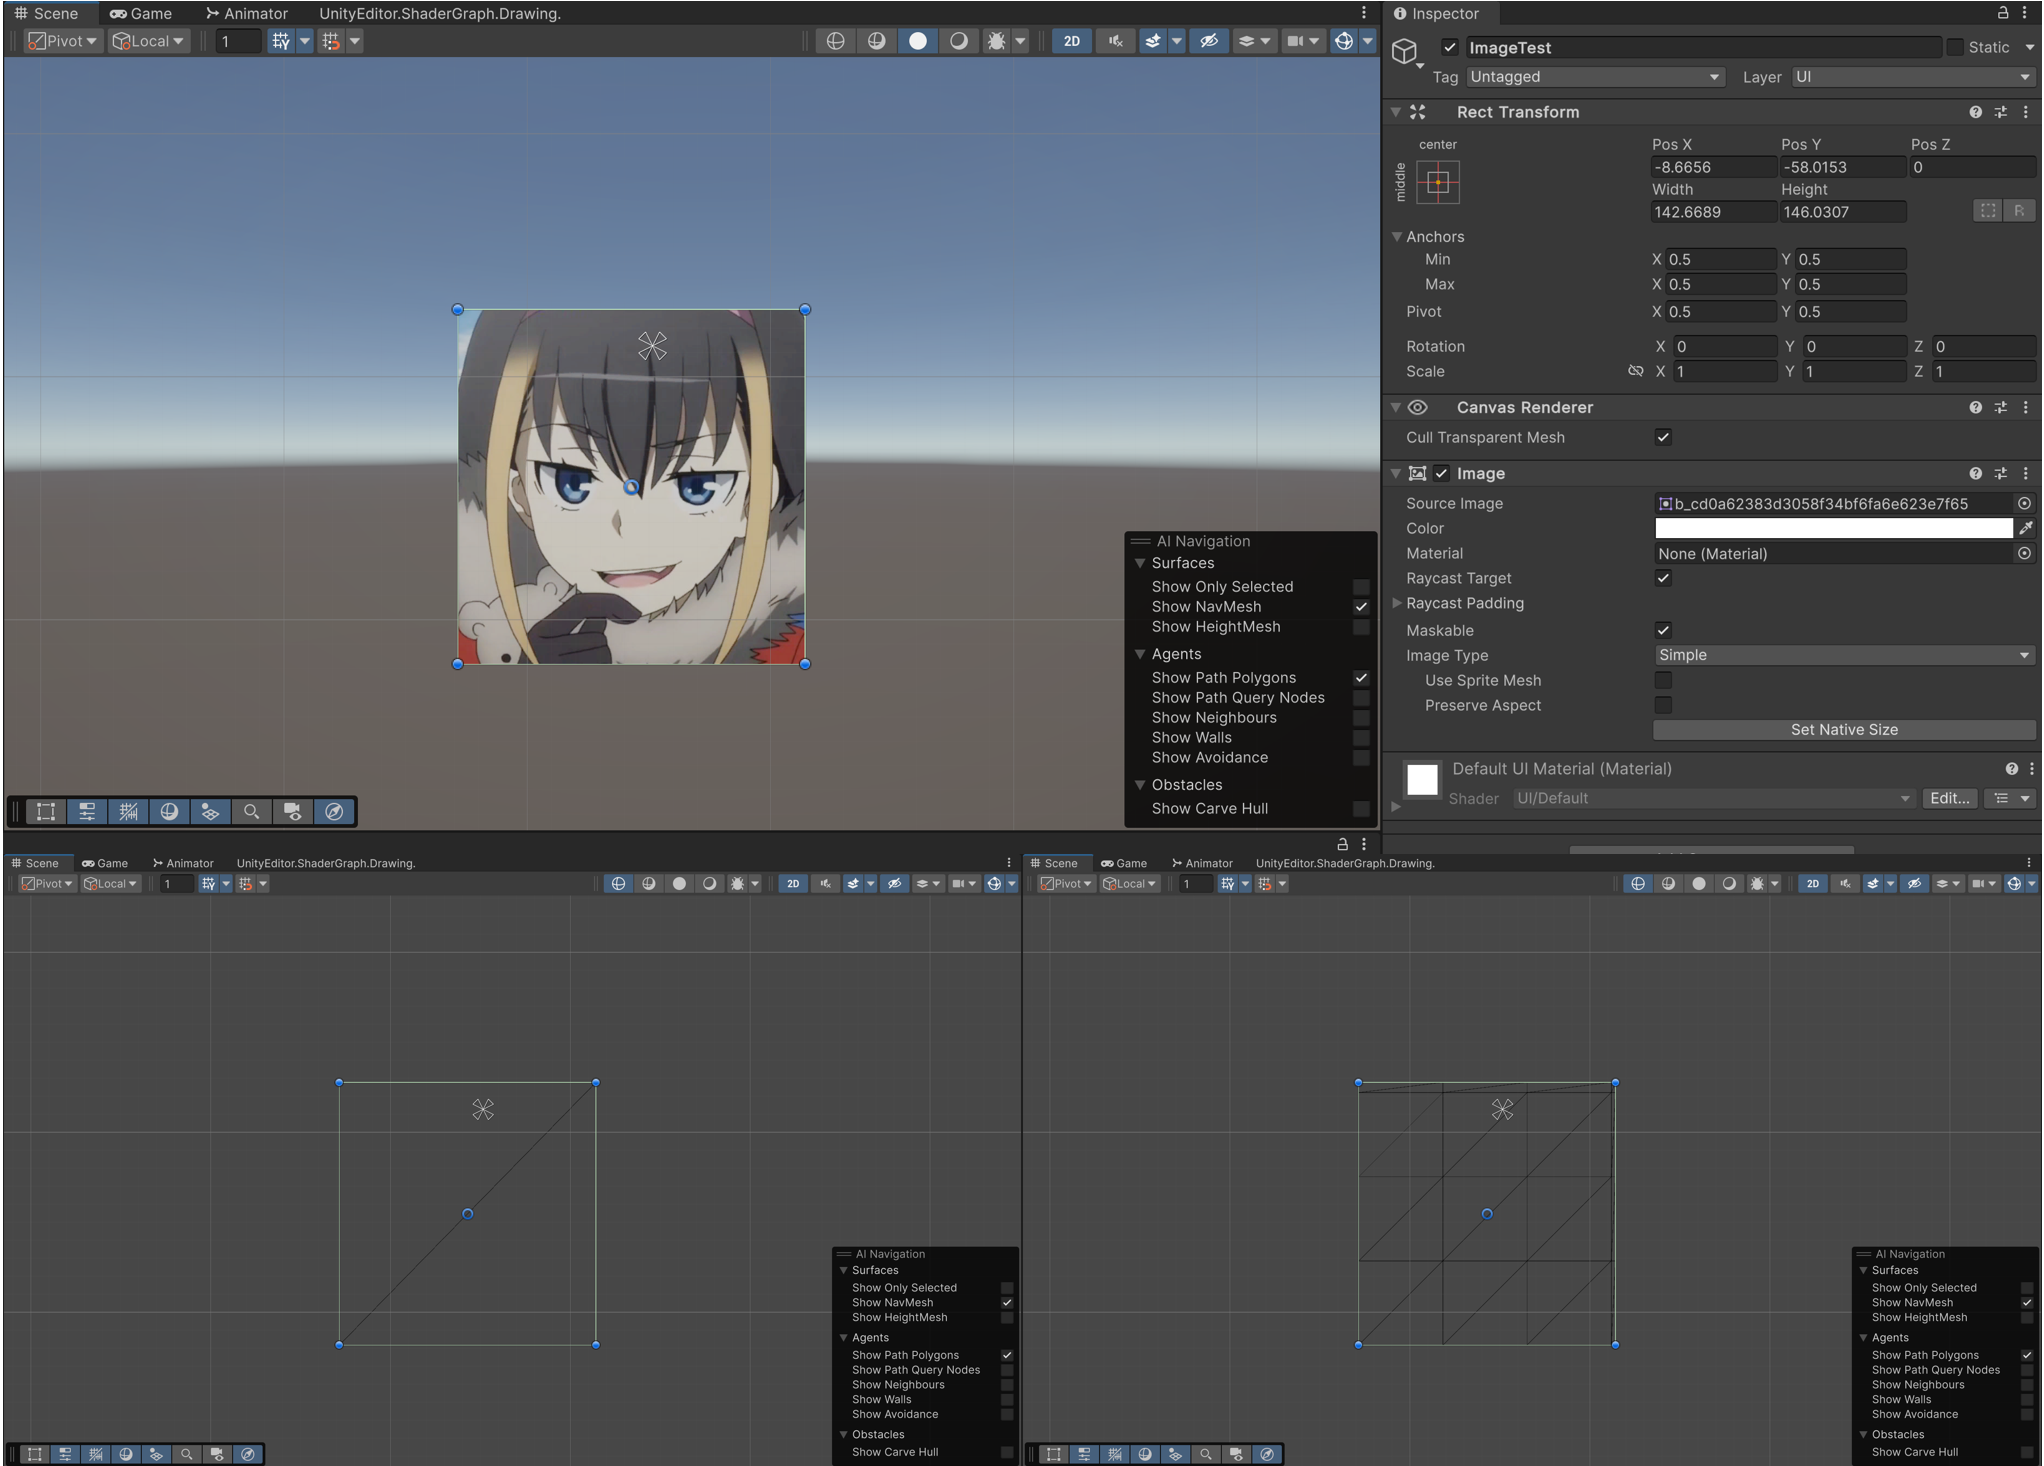 Scene
Game
Animator
UnityEditor.ShaderGraph.Drawing.
Pivot
Local
1
2D
Inspector
ImageTest
Static
Tag
Untagged
Layer
UI
Rect Transform
center
middle
Pos X
Pos Y
Pos Z
-8.6656
-58.0153
0
Width
Height
142.6689
146.0307
R
Anchors
Min
X 0.5
Y 0.5
Max
X 0.5
Y 0.5
Pivot
X 0.5
Y 0.5
Rotation
X 0
Y 0
Z 0
Scale
X 1
Y 1
Z 1
Canvas Renderer
Cull Transparent Mesh
Image
Source Image
b_cd0a62383d3058f34bf6fa6e623e7f65
Color
Material
None (Material)
Raycast Target
Raycast Padding
Maskable
Image Type
Simple
Use Sprite Mesh
Preserve Aspect
Set Native Size
Default UI Material (Material)
Shader
UI/Default
Edit...
AI Navigation
Surfaces
Show Only Selected
Show NavMesh
Show HeightMesh
Agents
Show Path Polygons
Show Path Query Nodes
Show Neighbours
Show Walls
Show Avoidance
Obstacles
Show Carve Hull
Scene
Game
Animator
UnityEditor.ShaderGraph.Drawing.
Pivot
Local
1
2D
AI Navigation
Surfaces
Show Only Selected
Show NavMesh
Show HeightMesh
Agents
Show Path Polygons
Show Path Query Nodes
Show Neighbours
Show Walls
Show Avoidance
Obstacles
Show Carve Hull
Scene
Game
Animator
UnityEditor.ShaderGraph.Drawing.
Pivot
Local
1
2D
AI Navigation
Surfaces
Show Only Selected
Show NavMesh
Show HeightMesh
Agents
Show Path Polygons
Show Path Query Nodes
Show Neighbours
Show Walls
Show Avoidance
Obstacles
Show Carve Hull